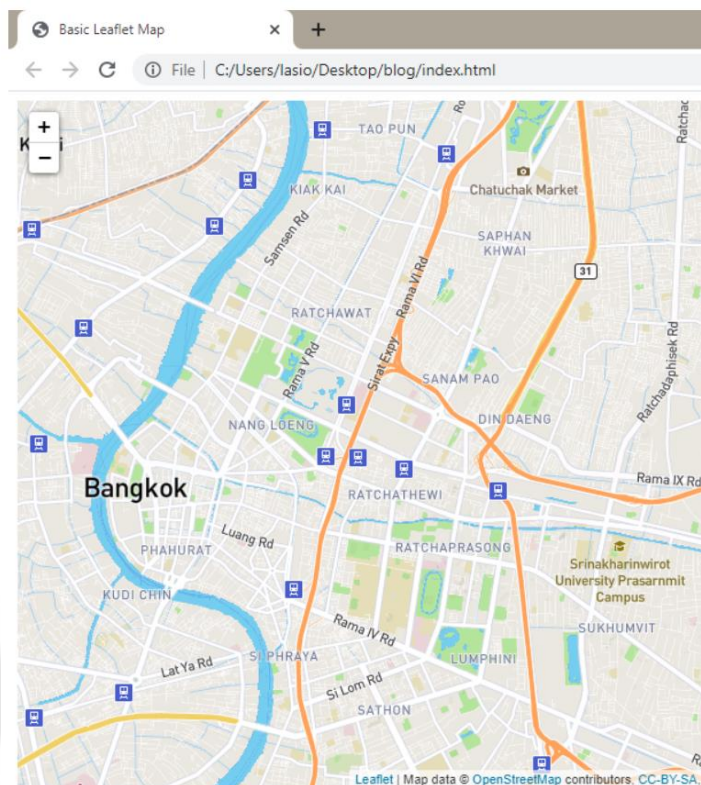 Basic Leaflet Map
File
C:/Users/lasio/Desktop/blog/index.html
+
−
TAO PUN
KIAK KAI
Chatuchak Market
Samsen Rd
SAPHAN
KHWAI
31
Rama VI Rd
RATCHAWAT
Rama V Rd
Sirat Expy
SANAM PAO
Ratchadaphisek Rd
NANG LOENG
DIN DAENG
Rama IX Rd
Bangkok
RATCHATHEWI
Luang Rd
PHAHURAT
RATCHAPRASONG
Srinakharinwirot
University Prasarnmit
Campus
KUDI CHIN
SUKHUMVIT
Rama IV Rd
SI PHRAYA
LUMPHINI
Lat Ya Rd
Si Lom Rd
SATHON
Leaflet | Map data © OpenStreetMap contributors, CC-BY-SA,